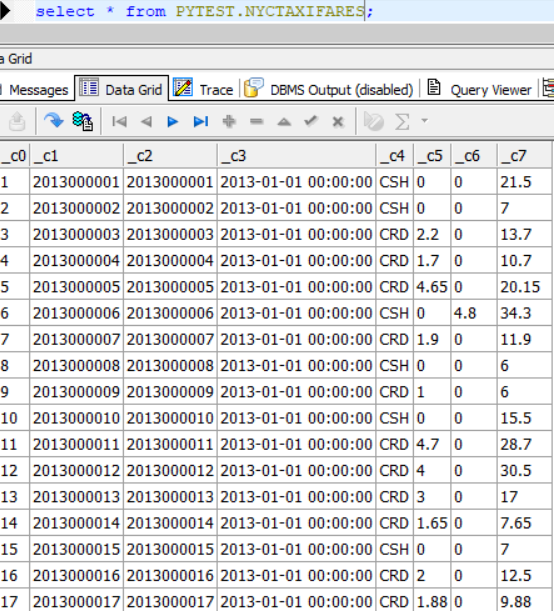 select * from PYTEST.NYCTAXIFARES;
a Grid
Messages Data Grid Trace DBMS Output (disabled) Query Viewer
_c0 _c1 _c2 _c3 _c4 _c5 _c6 _c7
1 2013000001 2013000001 2013-01-01 00:00:00 CSH 0 0 21.5
2 2013000002 2013000002 2013-01-01 00:00:00 CSH 0 0 7
3 2013000003 2013000003 2013-01-01 00:00:00 CRD 2.2 0 13.7
4 2013000004 2013000004 2013-01-01 00:00:00 CRD 1.7 0 10.7
5 2013000005 2013000005 2013-01-01 00:00:00 CRD 4.65 0 20.15
6 2013000006 2013000006 2013-01-01 00:00:00 CSH 0 4.8 34.3
7 2013000007 2013000007 2013-01-01 00:00:00 CRD 1.9 0 11.9
8 2013000008 2013000008 2013-01-01 00:00:00 CSH 0 0 6
9 2013000009 2013000009 2013-01-01 00:00:00 CRD 1 0 6
10 2013000010 2013000010 2013-01-01 00:00:00 CSH 0 0 15.5
11 2013000011 2013000011 2013-01-01 00:00:00 CRD 4.7 0 28.7
12 2013000012 2013000012 2013-01-01 00:00:00 CRD 4 0 30.5
13 2013000013 2013000013 2013-01-01 00:00:00 CRD 3 0 17
14 2013000014 2013000014 2013-01-01 00:00:00 CRD 1.65 0 7.65
15 2013000015 2013000015 2013-01-01 00:00:00 CSH 0 0 7
16 2013000016 2013000016 2013-01-01 00:00:00 CRD 2 0 12.5
17 2013000017 2013000017 2013-01-01 00:00:00 CRD 1.88 0 9.88